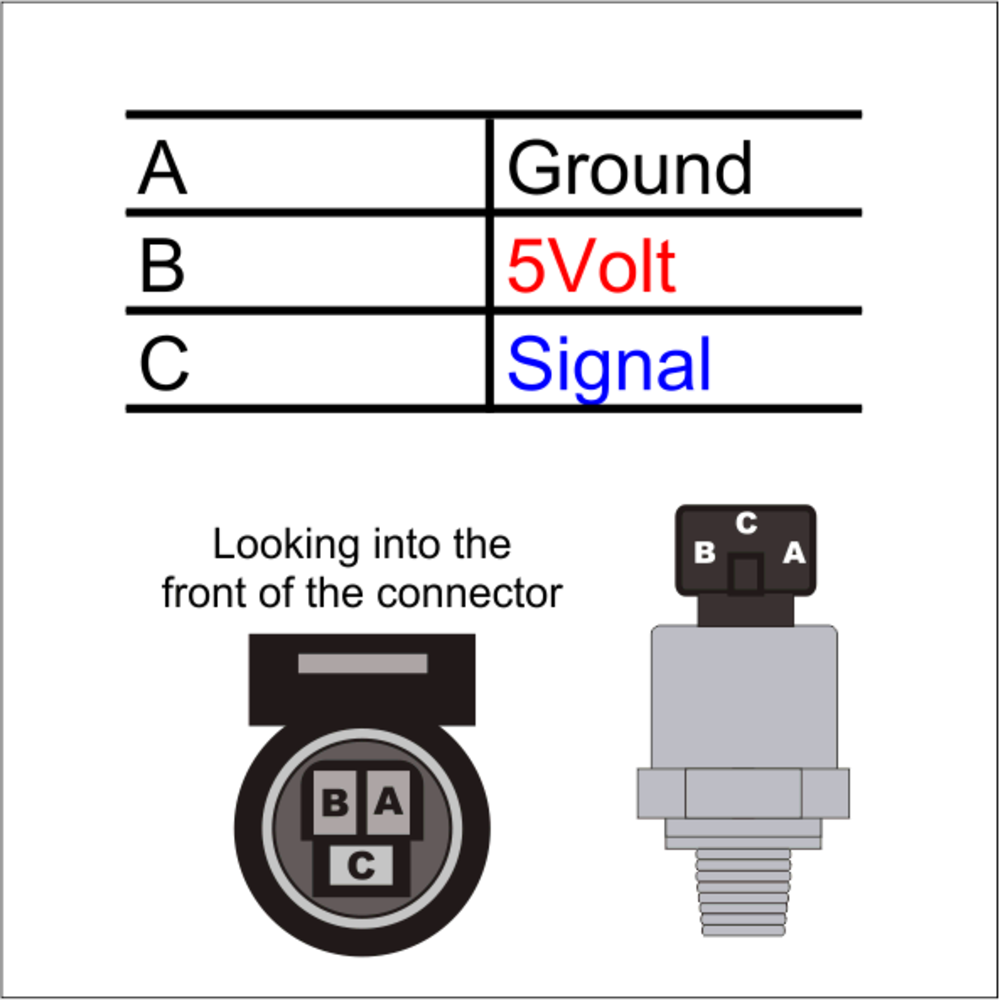 A Ground
B 5Volt
C Signal
Looking into the
front of the connector
C
B A
B A
C